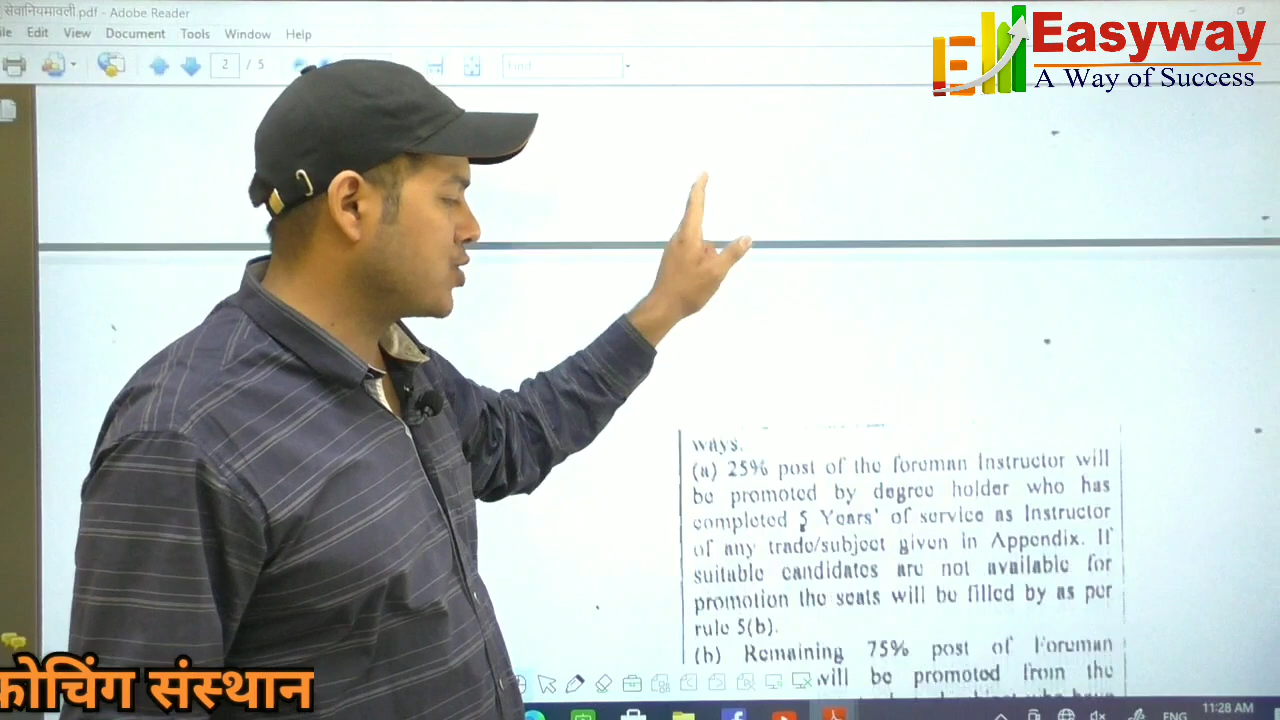 सेवानियमावली.pdf - Adobe Reader
ile Edit View Document Tools Window Help
2 / 5 Find
Easyway
A Way of Success
ways.
(a) 25% post of the foreman Instructor will
be promoted by degree holder who has
completed 5 Years' of service as Instructor
of any trade/subject given in Appendix. If
suitable candidates are not available for
promotion the seats will be filled by as per
rule 5(b).
(b) Remaining 75% post of Foreman
will be promoted from the
कोचिंग संस्थान
ENG 11:28 AM